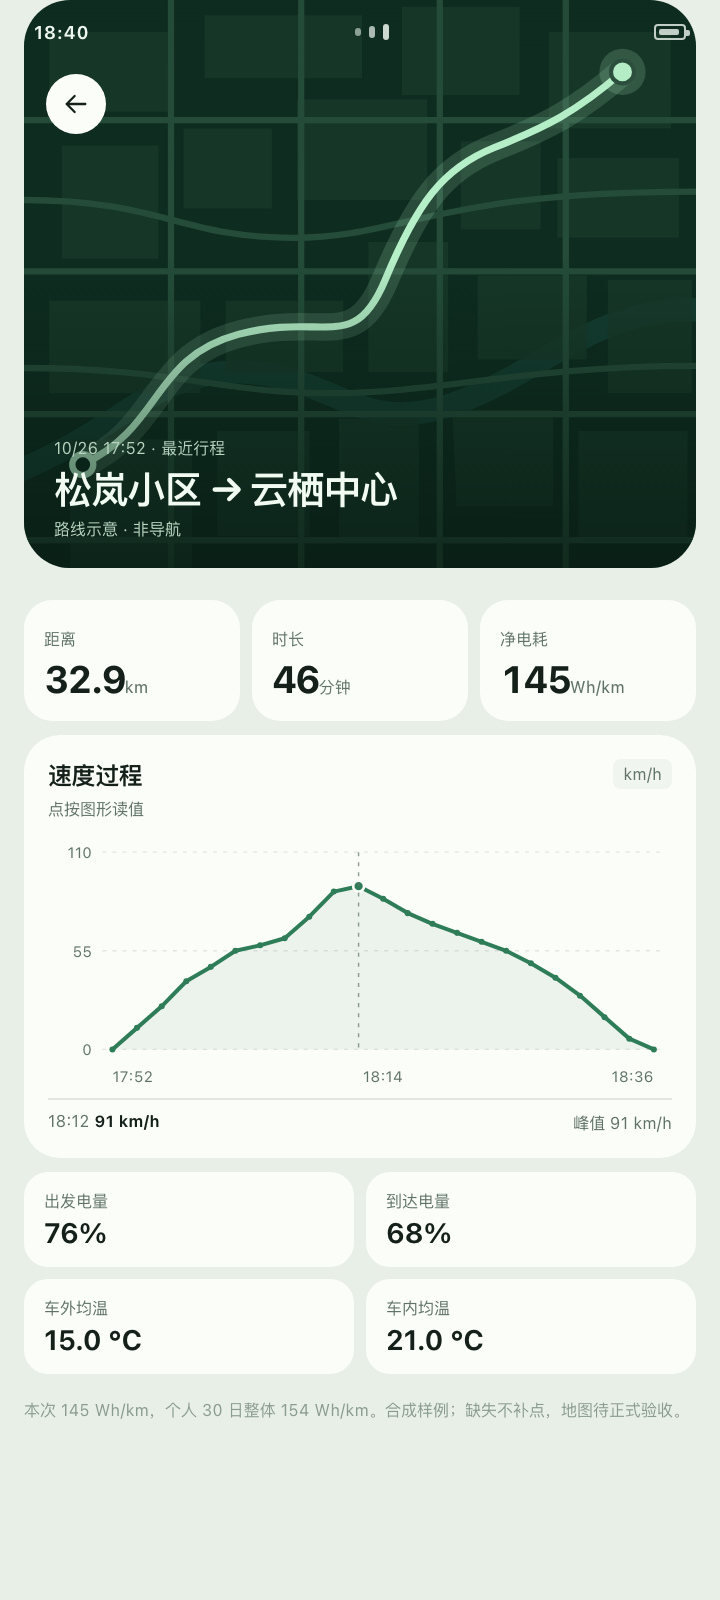 18:40
10/26 17:52 · 最近行程
松岚小区 → 云栖中心
路线示意 · 非导航
距离
32.9km
时长
46分钟
净电耗
145Wh/km
速度过程
km/h
点按图形读值
110
55
0
17:52 18:14 18:36
18:12 91 km/h
峰值 91 km/h
出发电量
76%
到达电量
68%
车外均温
15.0 °C
车内均温
21.0 °C
本次 145 Wh/km，个人 30 日整体 154 Wh/km。合成样例；缺失不补点，地图待正式验收。